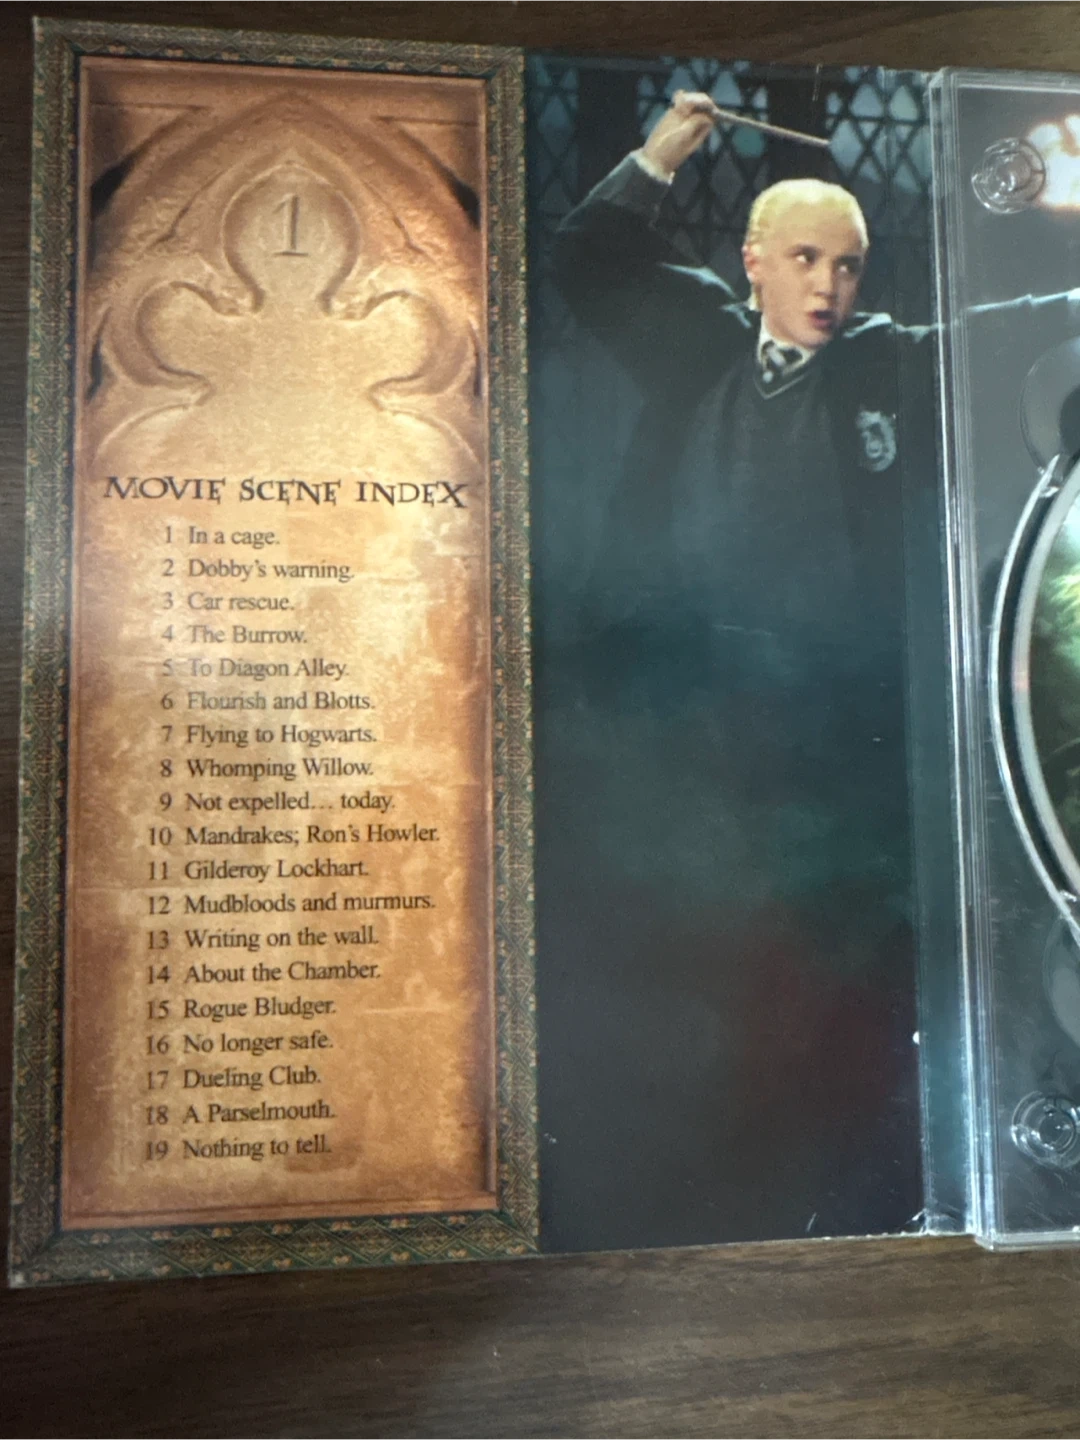 1
MOVIE SCENE INDEX
1 In a cage.
2 Dobby's warning.
3 Car rescue.
4 The Burrow.
5 To Diagon Alley.
6 Flourish and Blotts.
7 Flying to Hogwarts.
8 Whomping Willow.
9 Not expelled... today.
10 Mandrakes; Ron's Howler.
11 Gilderoy Lockhart.
12 Mudbloods and murmurs.
13 Writing on the wall.
14 About the Chamber.
15 Rogue Bludger.
16 No longer safe.
17 Dueling Club.
18 A Parselmouth.
19 Nothing to tell.